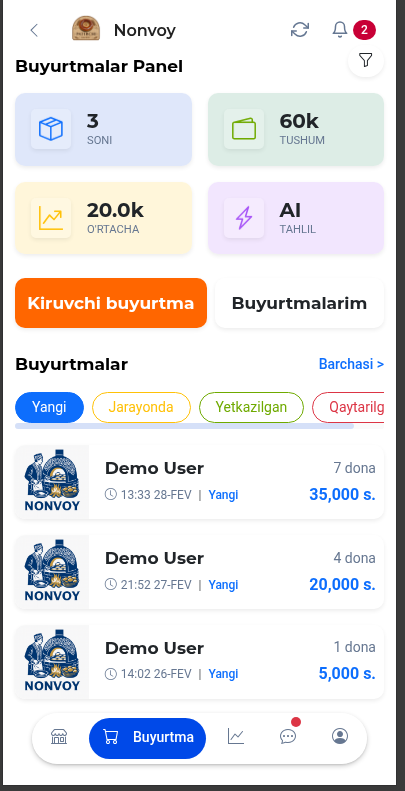 Nonvoy
2
Buyurtmalar Panel
3
SONI
60k
TUSHUM
20.0k
O'RTACHA
AI
TAHLIL
Kiruvchi buyurtma
Buyurtmalarim
Buyurtmalar
Barchasi >
Yangi
Jarayonda
Yetkazilgan
Qaytarilg
NONVOY
Demo User
7 dona
13:33 28-FEV | Yangi
35,000 s.
NONVOY
Demo User
4 dona
21:52 27-FEV | Yangi
20,000 s.
NONVOY
Demo User
1 dona
14:02 26-FEV | Yangi
5,000 s.
Buyurtma